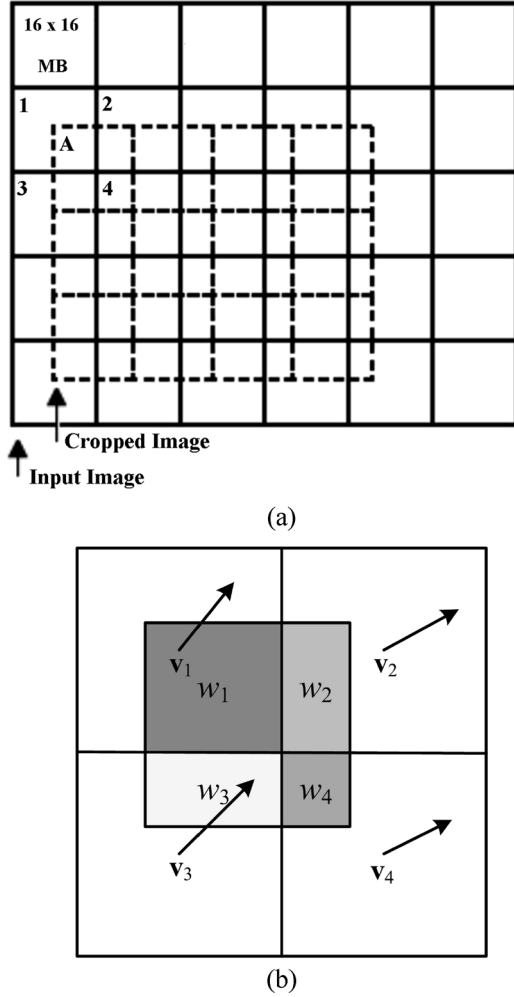 16 x 16
MB
1
2
A
3
4
Cropped Image
Input Image
(a)
v1
v2
w1
w2
w3
w4
v3
v4
(b)